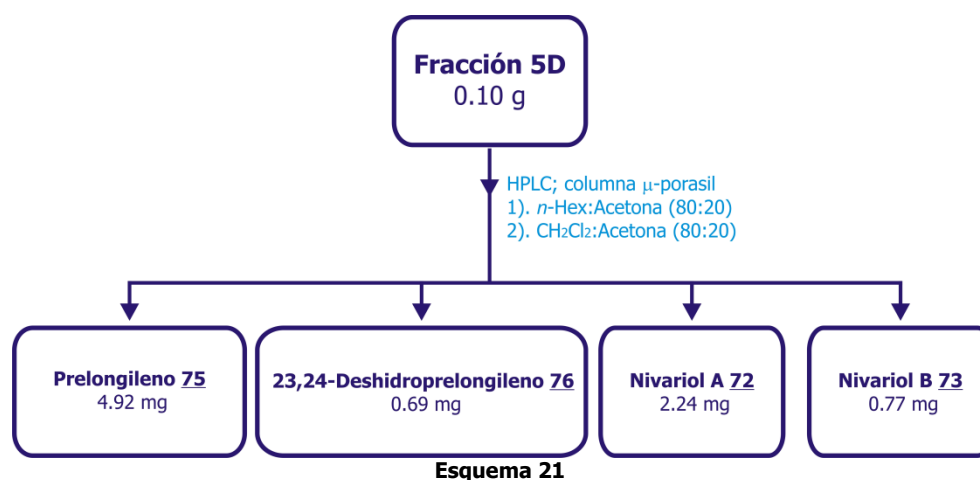 Fracción 5D
0.10 g
HPLC; columna µ-porasil
1). n-Hex:Acetona (80:20)
2). CH₂Cl₂:Acetona (80:20)
Prelongileno 75
4.92 mg
23,24-Deshidroprelongileno 76
0.69 mg
Nivariol A 72
2.24 mg
Nivariol B 73
0.77 mg
Esquema 21